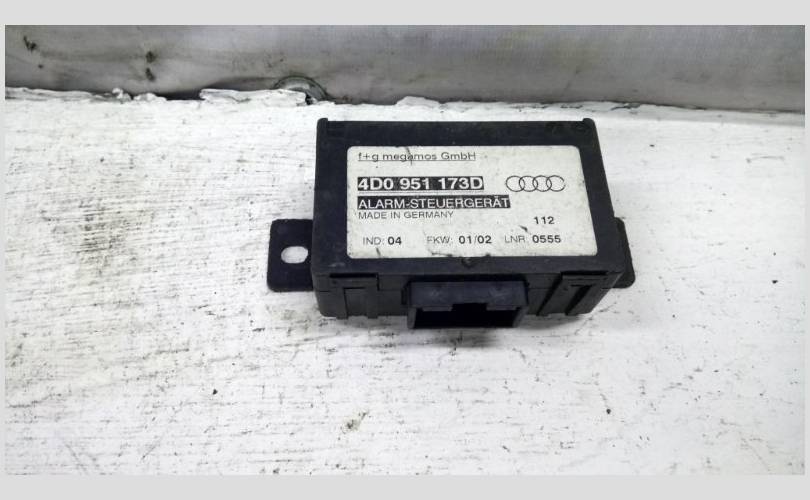 f+g megamos GmbH
4D0 951 173D
ALARM-STEUERGERÄT
MADE IN GERMANY
112
IND: 04 FKW: 01/02 LNR: 0555